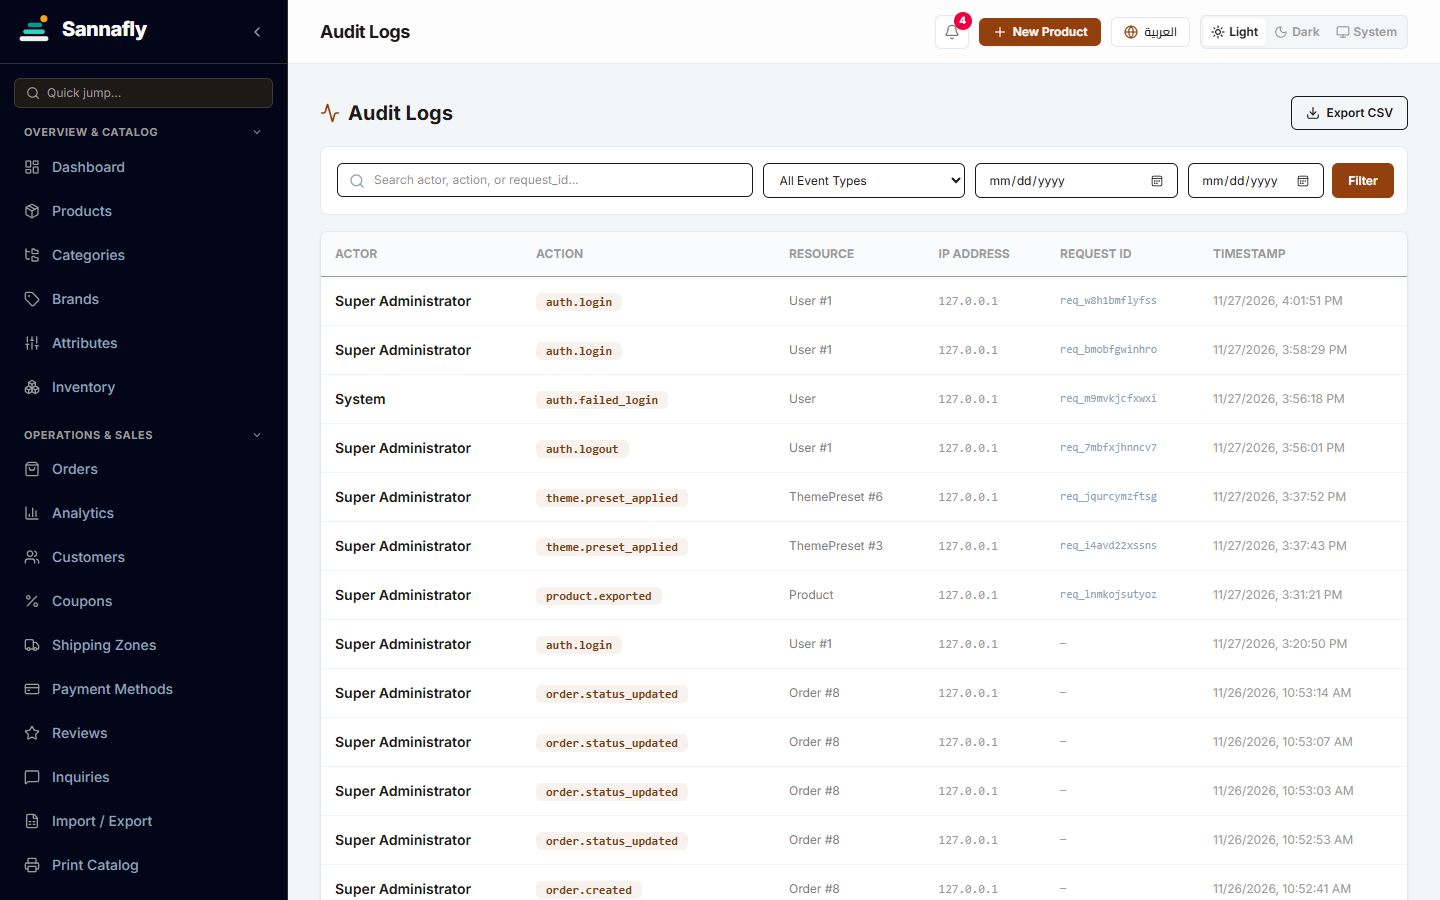 Sannafly
Quick jump...
OVERVIEW & CATALOG
Dashboard
Products
Categories
Brands
Attributes
Inventory
OPERATIONS & SALES
Orders
Analytics
Customers
Coupons
Shipping Zones
Payment Methods
Reviews
Inquiries
Import / Export
Print Catalog
Audit Logs
4
New Product
العربية
Light
Dark
System
Audit Logs
Export CSV
Search actor, action, or request_id...
All Event Types
mm/dd/yyyy
mm/dd/yyyy
Filter
ACTOR ACTION RESOURCE IP ADDRESS REQUEST ID TIMESTAMP
Super Administrator auth.login User #1 127.0.0.1 req_w8h1bmflyfss 11/27/2026, 4:01:51 PM
Super Administrator auth.login User #1 127.0.0.1 req_bmobfgwinhro 11/27/2026, 3:58:29 PM
System auth.failed_login User 127.0.0.1 req_m9mvkjcfxwxi 11/27/2026, 3:56:18 PM
Super Administrator auth.logout User #1 127.0.0.1 req_7mbfxjhnncv7 11/27/2026, 3:56:01 PM
Super Administrator theme.preset_applied ThemePreset #6 127.0.0.1 req_jqurcymzftsg 11/27/2026, 3:37:52 PM
Super Administrator theme.preset_applied ThemePreset #3 127.0.0.1 req_i4avd22xssns 11/27/2026, 3:37:43 PM
Super Administrator product.exported Product 127.0.0.1 req_lnmkojsutyoz 11/27/2026, 3:31:21 PM
Super Administrator auth.login User #1 127.0.0.1 – 11/27/2026, 3:20:50 PM
Super Administrator order.status_updated Order #8 127.0.0.1 – 11/26/2026, 10:53:14 AM
Super Administrator order.status_updated Order #8 127.0.0.1 – 11/26/2026, 10:53:07 AM
Super Administrator order.status_updated Order #8 127.0.0.1 – 11/26/2026, 10:53:03 AM
Super Administrator order.status_updated Order #8 127.0.0.1 – 11/26/2026, 10:52:53 AM
Super Administrator order.created Order #8 127.0.0.1 – 11/26/2026, 10:52:41 AM